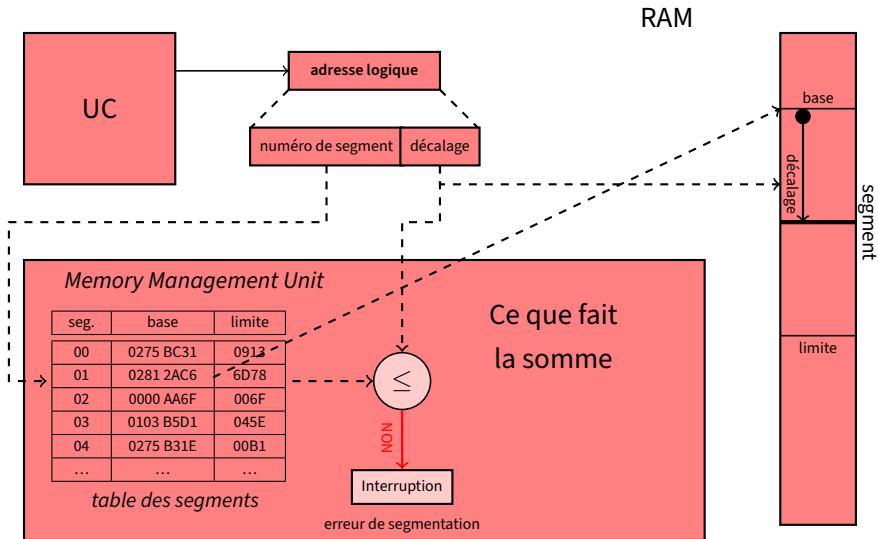 RAM
UC
adresse logique
numéro de segment décalage
base
décalage
segment
limite
Memory Management Unit
seg. base limite
00 0275 BC31 0913
01 0281 2AC6 6D78
02 0000 AA6F 006F
03 0103 B5D1 045E
04 0275 B31E 00B1
… … …
table des segments
Ce que fait
la somme
≤
NON
Interruption
erreur de segmentation